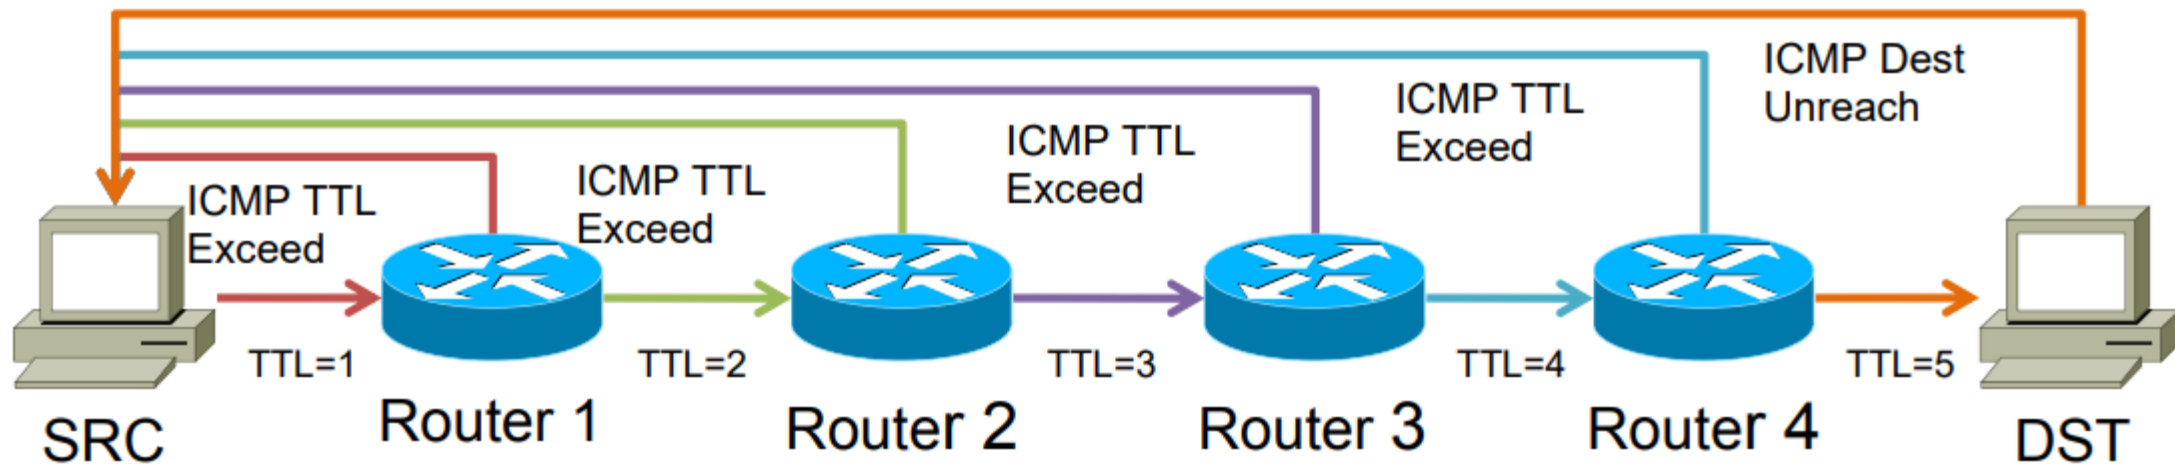 ICMP Dest
Unreach
ICMP TTL
Exceed
ICMP TTL
Exceed
ICMP TTL
Exceed
ICMP TTL
Exceed
TTL=1
TTL=2
TTL=3
TTL=4
TTL=5
SRC
Router 1
Router 2
Router 3
Router 4
DST